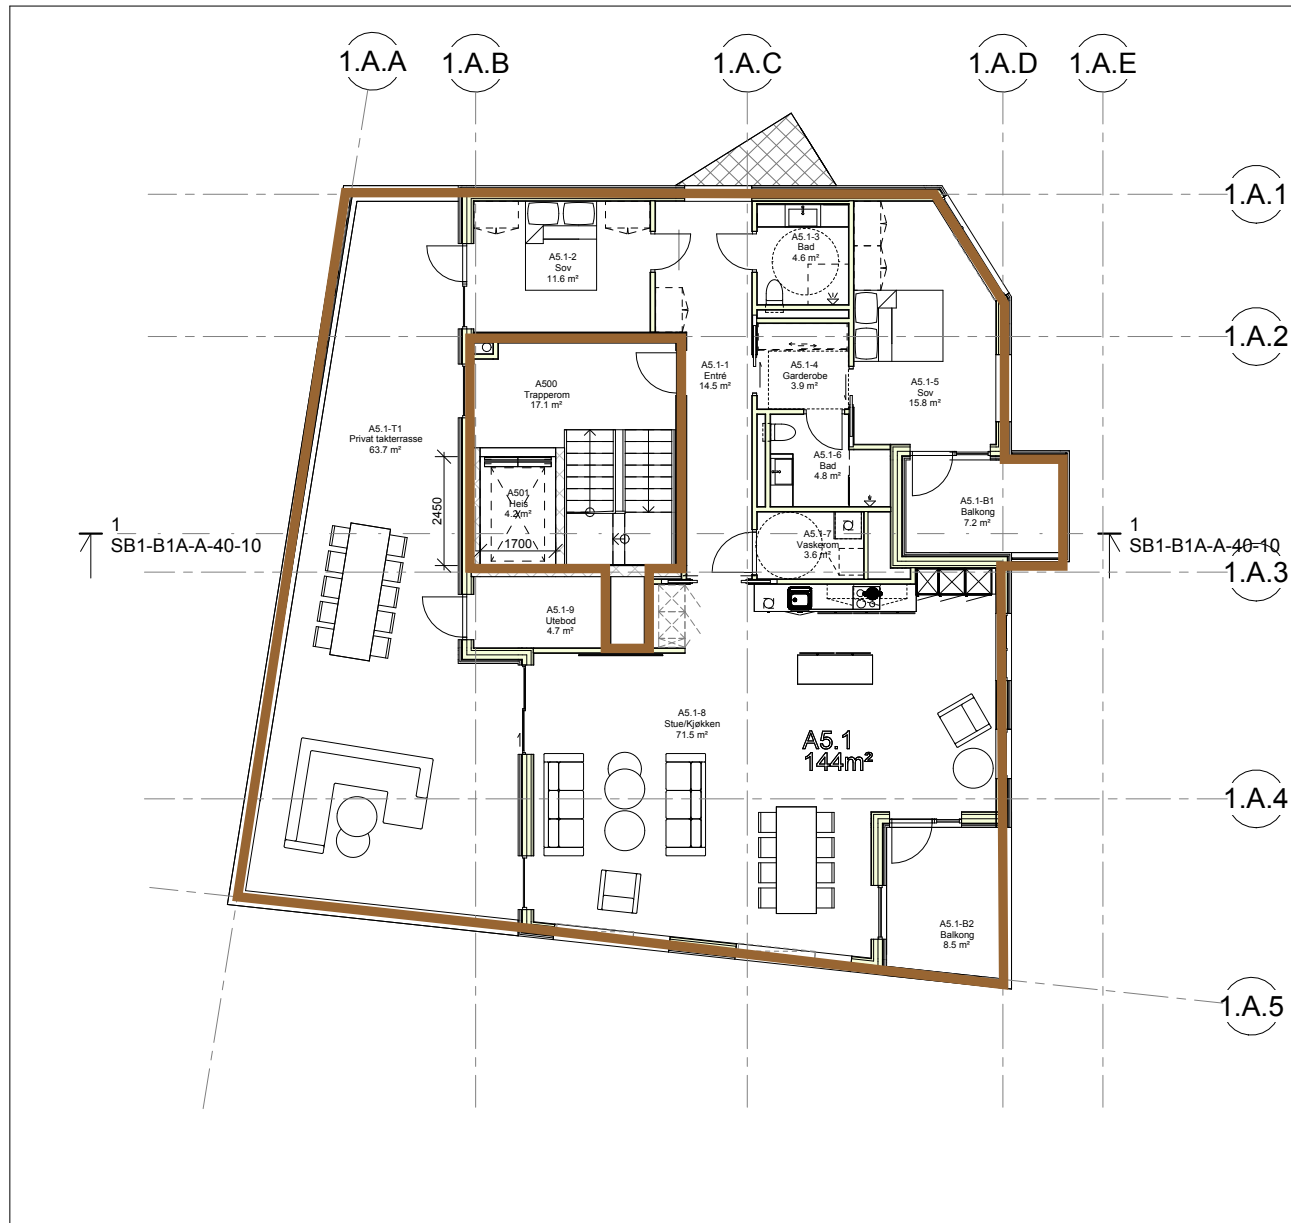 1.A.A
1.A.B
1.A.C
1.A.D
1.A.E
1.A.1
A5.1-3
Bad
4.6 m²
A5.1-2
Sov
11.6 m²
1.A.2
A5.1-1
Entré
14.5 m²
A5.1-4
Garderobe
3.9 m²
A5.1-5
Sov
15.8 m²
A500
Trapperom
17.1 m²
A5.1-T1
Privat takterrasse
63.7 m²
A5.1-6
Bad
4.8 m²
2450
A501
Heis
4.2 m²
A5.1-B1
Balkong
7.2 m²
1
SB1-B1A-A-40-10
1700
A5.1-7
Vaskerom
3.6 m²
1
SB1-B1A-A-40-10
1.A.3
A5.1-9
Utebod
4.7 m²
A5.1-8
Stue/Kjøkken
71.5 m²
1
A5.1
144m²
1.A.4
A5.1-B2
Balkong
8.5 m²
1.A.5